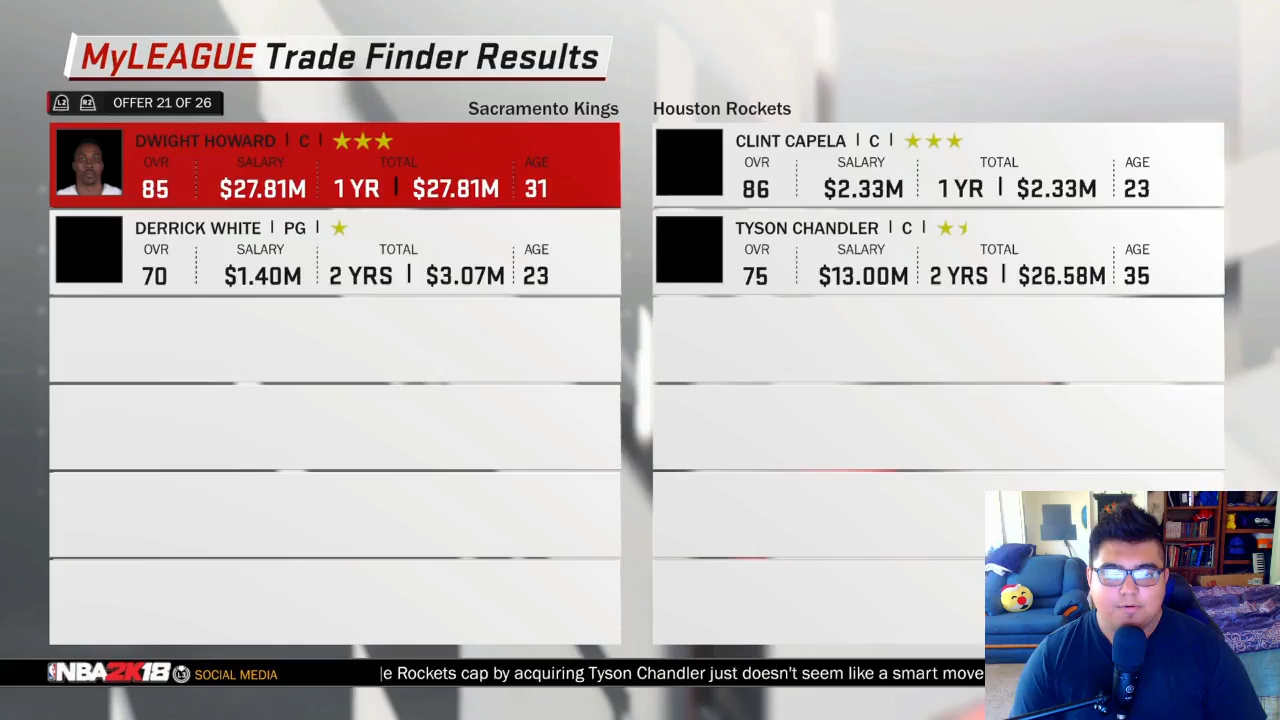 MyLEAGUE Trade Finder Results
L2 R2 OFFER 21 OF 26
Sacramento Kings
DWIGHT HOWARD | C |
OVR SALARY TOTAL AGE
85 $27.81M 1 YR | $27.81M 31
DERRICK WHITE | PG |
OVR SALARY TOTAL AGE
70 $1.40M 2 YRS | $3.07M 23
Houston Rockets
CLINT CAPELA | C |
OVR SALARY TOTAL AGE
86 $2.33M 1 YR | $2.33M 23
TYSON CHANDLER | C |
OVR SALARY TOTAL AGE
75 $13.00M 2 YRS | $26.58M 35
NBA2K18 SOCIAL MEDIA e Rockets cap by acquiring Tyson Chandler just doesn't seem like a smart move